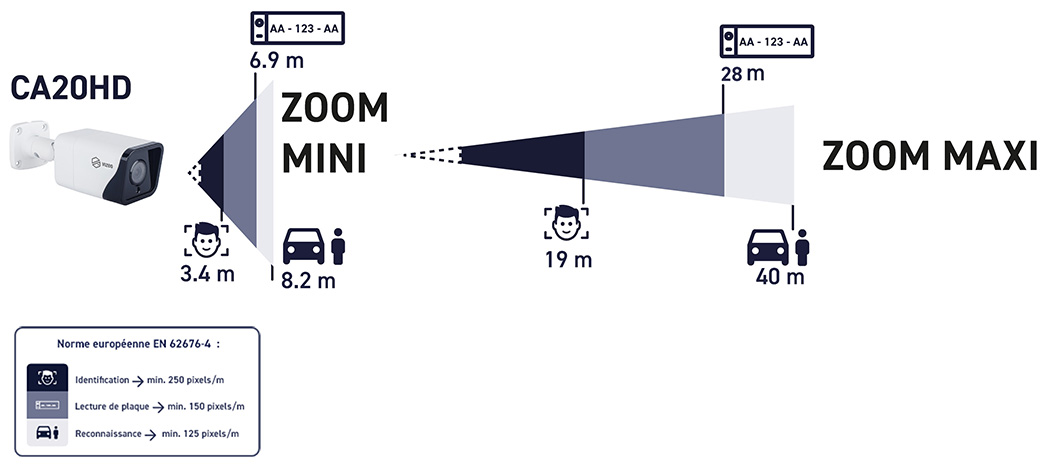 AA - 123 - AA
6.9 m
CA20HD
ZOOM
MINI
3.4 m
8.2 m
AA - 123 - AA
28 m
ZOOM MAXI
19 m
40 m
Norme européenne EN 62676-4 :
Identification → min. 250 pixels/m
Lecture de plaque → min. 150 pixels/m
Reconnaissance → min. 125 pixels/m